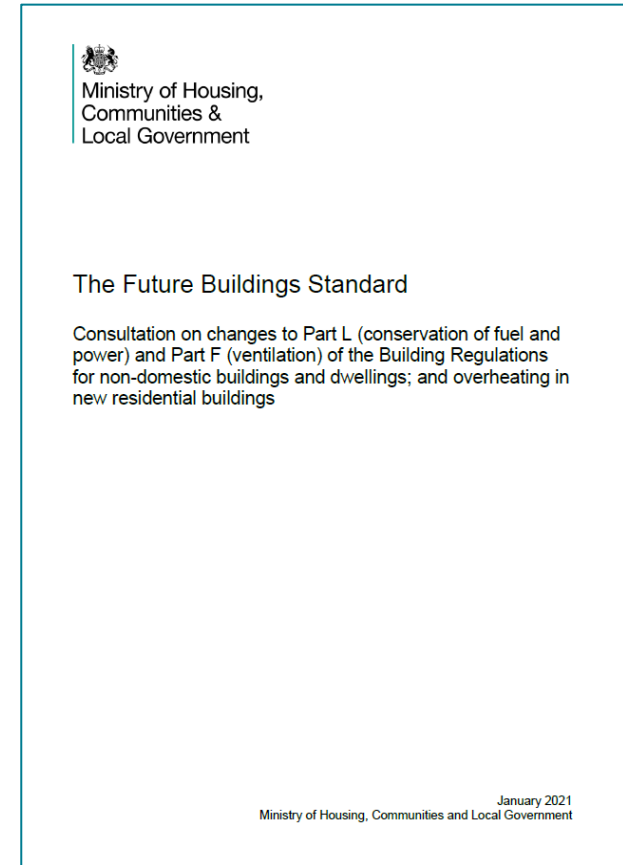 Ministry of Housing,
Communities &
Local Government
The Future Buildings Standard
Consultation on changes to Part L (conservation of fuel and
power) and Part F (ventilation) of the Building Regulations
for non-domestic buildings and dwellings; and overheating in
new residential buildings
January 2021
Ministry of Housing, Communities and Local Government